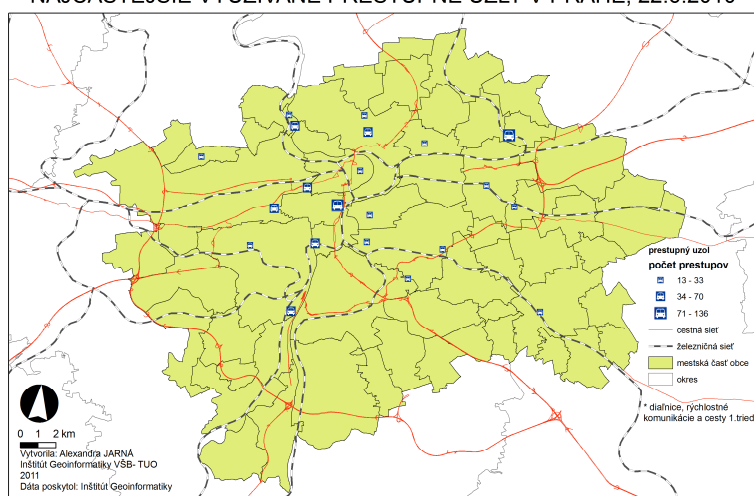 NAJČASTEJŠIE VYUŽÍVANÉ PRESTUPNÉ UZLY V PRAHE, 22.6.2010
prestupný uzol
počet prestupov
13 - 33
34 - 70
71 - 136
cestná sieť
železničná sieť
mestská časť obce
okres
* diaľnice, rýchlostné
komunikácie a cesty 1.tried
0 1 2 km
Vytvorila: Alexandra JARNÁ
Inštitút Geoinformatiky VŠB- TUO
2011
Dáta poskytol: Inštitút Geoinformatiky